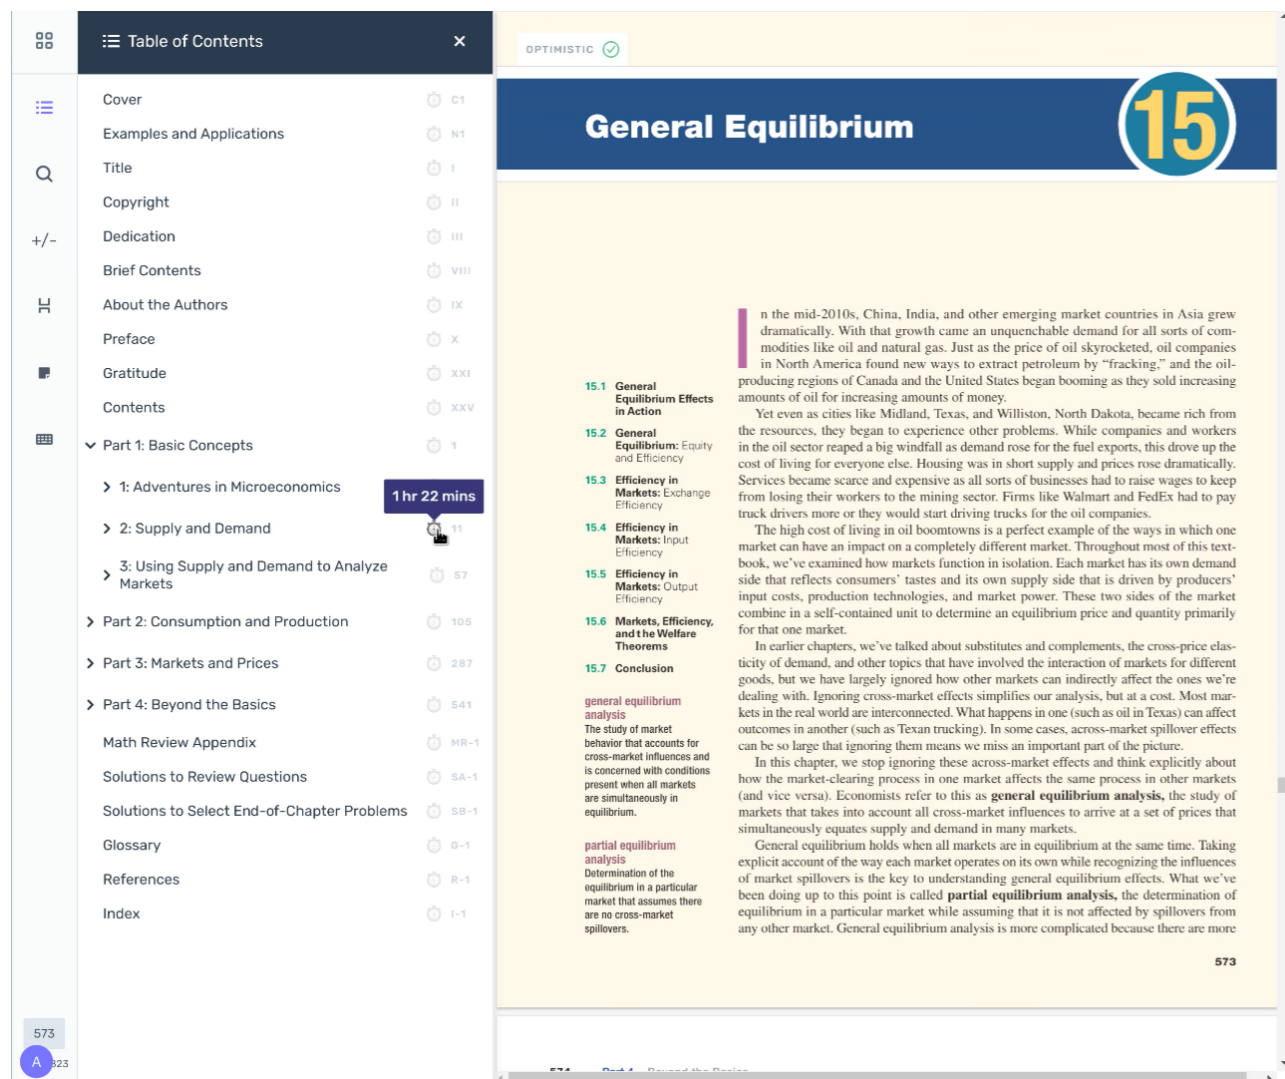 Table of Contents
Cover C1
Examples and Applications N1
Title I
Copyright II
Dedication III
Brief Contents VIII
About the Authors IX
Preface X
Gratitude XXI
Contents XXV
Part 1: Basic Concepts 1
1: Adventures in Microeconomics
1 hr 22 mins
2: Supply and Demand 11
3: Using Supply and Demand to Analyze
Markets 57
Part 2: Consumption and Production 105
Part 3: Markets and Prices 287
Part 4: Beyond the Basics 541
Math Review Appendix MR-1
Solutions to Review Questions SA-1
Solutions to Select End-of-Chapter Problems SB-1
Glossary G-1
References R-1
Index I-1
+/-
573
A
823
OPTIMISTIC
General Equilibrium
15
15.1 General
Equilibrium Effects
in Action
15.2 General
Equilibrium: Equity
and Efficiency
15.3 Efficiency in
Markets: Exchange
Efficiency
15.4 Efficiency in
Markets: Input
Efficiency
15.5 Efficiency in
Markets: Output
Efficiency
15.6 Markets, Efficiency,
and the Welfare
Theorems
15.7 Conclusion
general equilibrium
analysis
The study of market
behavior that accounts for
cross-market influences and
is concerned with conditions
present when all markets
are simultaneously in
equilibrium.
partial equilibrium
analysis
Determination of the
equilibrium in a particular
market that assumes there
are no cross-market
spillovers.
In the mid-2010s, China, India, and other emerging market countries in Asia grew
dramatically. With that growth came an unquenchable demand for all sorts of com-
modities like oil and natural gas. Just as the price of oil skyrocketed, oil companies
in North America found new ways to extract petroleum by “fracking,” and the oil-
producing regions of Canada and the United States began booming as they sold increasing
amounts of oil for increasing amounts of money.
Yet even as cities like Midland, Texas, and Williston, North Dakota, became rich from
the resources, they began to experience other problems. While companies and workers
in the oil sector reaped a big windfall as demand rose for the fuel exports, this drove up the
cost of living for everyone else. Housing was in short supply and prices rose dramatically.
Services became scarce and expensive as all sorts of businesses had to raise wages to keep
from losing their workers to the mining sector. Firms like Walmart and FedEx had to pay
truck drivers more or they would start driving trucks for the oil companies.
The high cost of living in oil boomtowns is a perfect example of the ways in which one
market can have an impact on a completely different market. Throughout most of this text-
book, we’ve examined how markets function in isolation. Each market has its own demand
side that reflects consumers’ tastes and its own supply side that is driven by producers’
input costs, production technologies, and market power. These two sides of the market
combine in a self-contained unit to determine an equilibrium price and quantity primarily
for that one market.
In earlier chapters, we’ve talked about substitutes and complements, the cross-price elas-
ticity of demand, and other topics that have involved the interaction of markets for different
goods, but we have largely ignored how other markets can indirectly affect the ones we’re
dealing with. Ignoring cross-market effects simplifies our analysis, but at a cost. Most mar-
kets in the real world are interconnected. What happens in one (such as oil in Texas) can affect
outcomes in another (such as Texan trucking). In some cases, across-market spillover effects
can be so large that ignoring them means we miss an important part of the picture.
In this chapter, we stop ignoring these across-market effects and think explicitly about
how the market-clearing process in one market affects the same process in other markets
(and vice versa). Economists refer to this as general equilibrium analysis, the study of
markets that takes into account all cross-market influences to arrive at a set of prices that
simultaneously equates supply and demand in many markets.
General equilibrium holds when all markets are in equilibrium at the same time. Taking
explicit account of the way each market operates on its own while recognizing the influences
of market spillovers is the key to understanding general equilibrium effects. What we’ve
been doing up to this point is called partial equilibrium analysis, the determination of
equilibrium in a particular market while assuming that it is not affected by spillovers from
any other market. General equilibrium analysis is more complicated because there are more
573
574 Part 4 Beyond the Basics